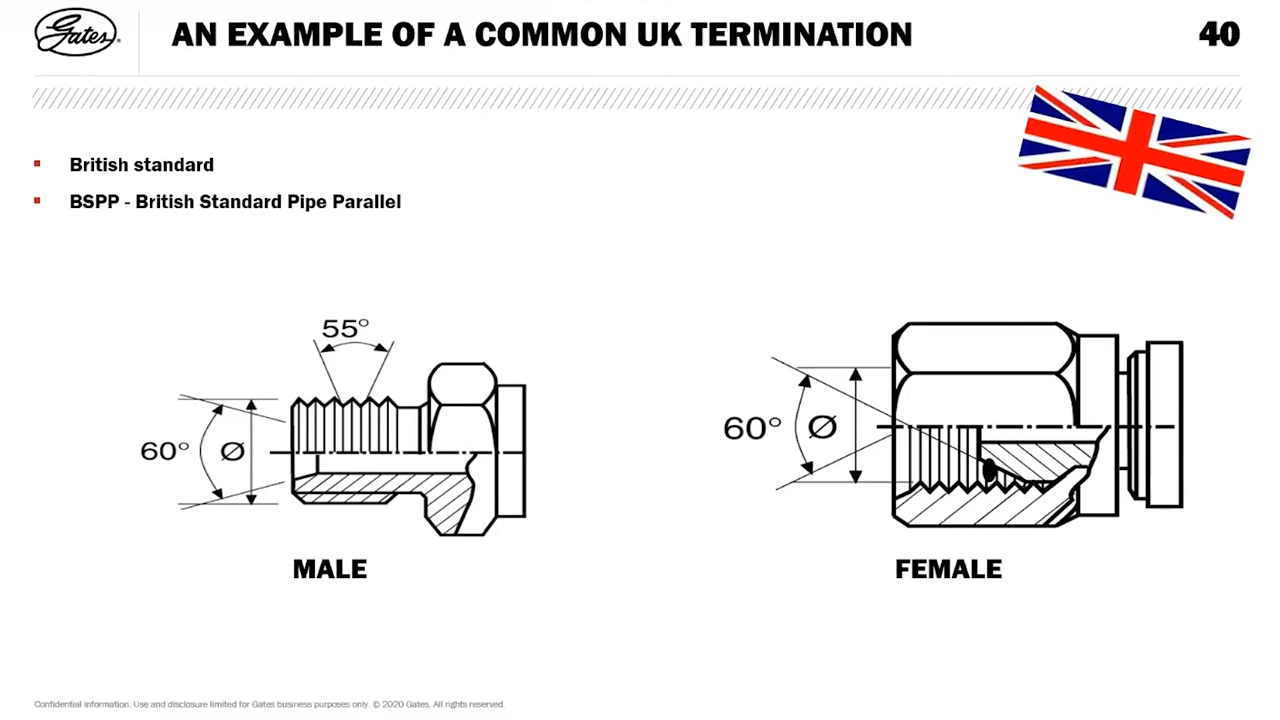 Gates
AN EXAMPLE OF A COMMON UK TERMINATION
40
British standard
BSPP - British Standard Pipe Parallel
55°
60° Ø
60° Ø
MALE
FEMALE
Confidential information. Use and disclosure limited for Gates business purposes only. © 2020 Gates. All rights reserved.